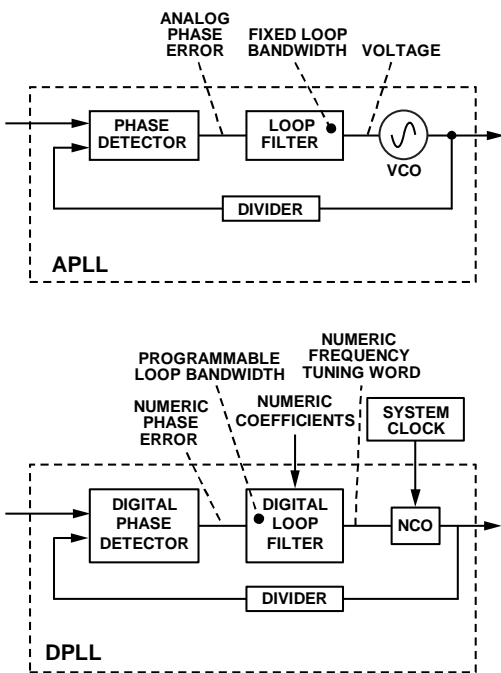 ANALOG
PHASE
ERROR
FIXED LOOP
BANDWIDTH
VOLTAGE
PHASE
DETECTOR
LOOP
FILTER
VCO
DIVIDER
APLL
NUMERIC
FREQUENCY
TUNING WORD
PROGRAMMABLE
LOOP BANDWIDTH
NUMERIC
PHASE
ERROR
NUMERIC
COEFFICIENTS
SYSTEM
CLOCK
DIGITAL
PHASE
DETECTOR
DIGITAL
LOOP
FILTER
NCO
DIVIDER
DPLL